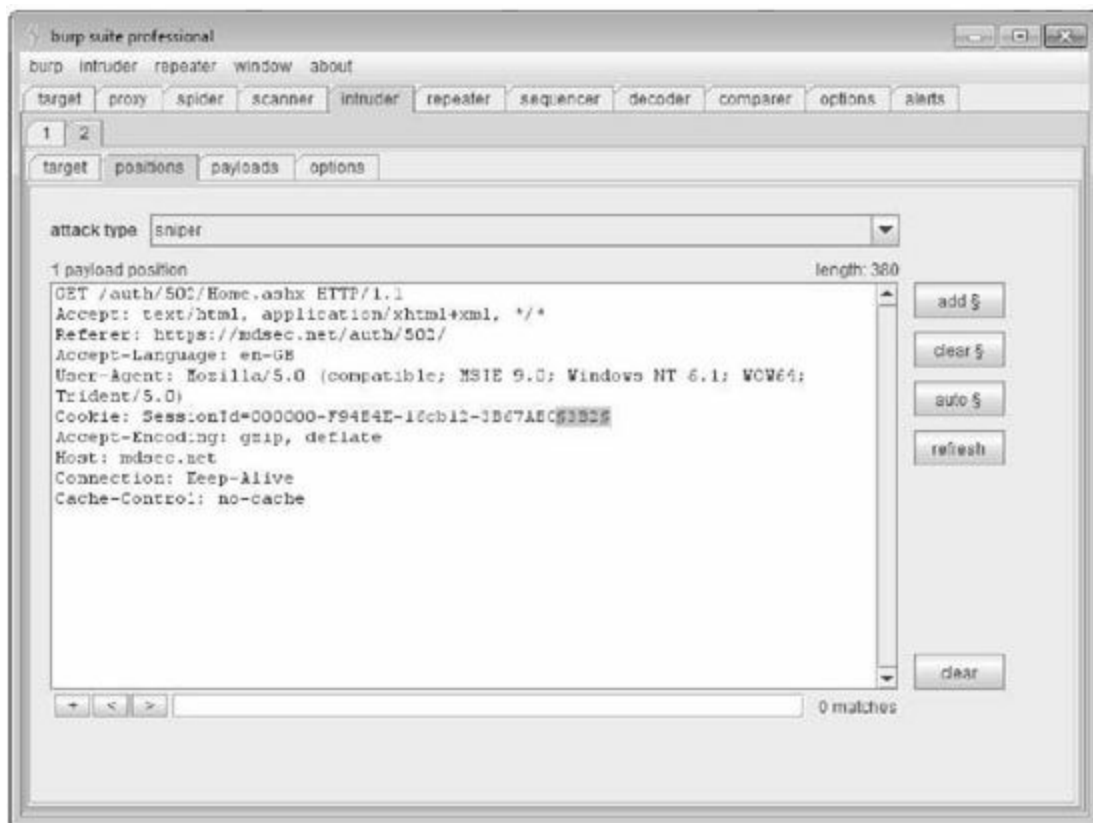 burp suite professional
burp intruder repeater window about
target proxy spider scanner intruder repeater sequencer decoder comparer options alerts
1 2
target positions payloads options
attack type sniper
1 payload position length: 380
GET /auth/502/Home.ashx HTTP/1.1
Accept: text/html, application/xhtml+xml, */*
Referer: https://mdsec.net/auth/502/
Accept-Language: en-GB
User-Agent: Mozilla/5.0 (compatible; MSIE 9.0; Windows NT 6.1; WOW64;
Trident/5.0)
Cookie:
Accept-Encoding: gzip, deflate
Host: mdsec.net
Connection: Keep-Alive
Cache-Control: no-cache
add §
clear §
auto §
refresh
clear
+ < > 0 matches